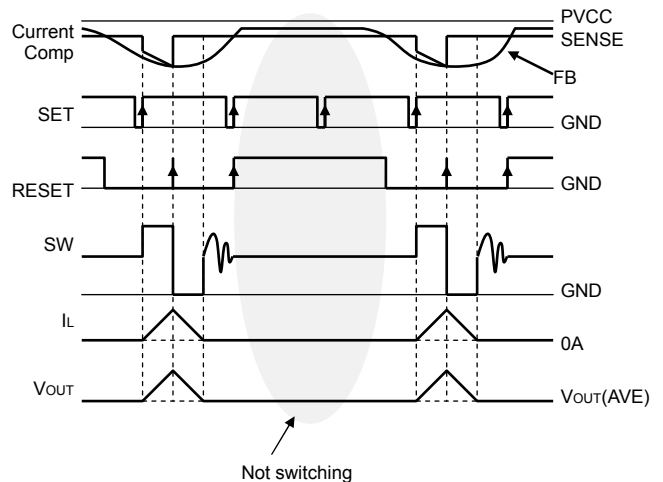 PVCC
Current
Comp
SENSE
FB
SET
GND
RESET
GND
SW
GND
IL
0A
VOUT
VOUT(AVE)
Not switching